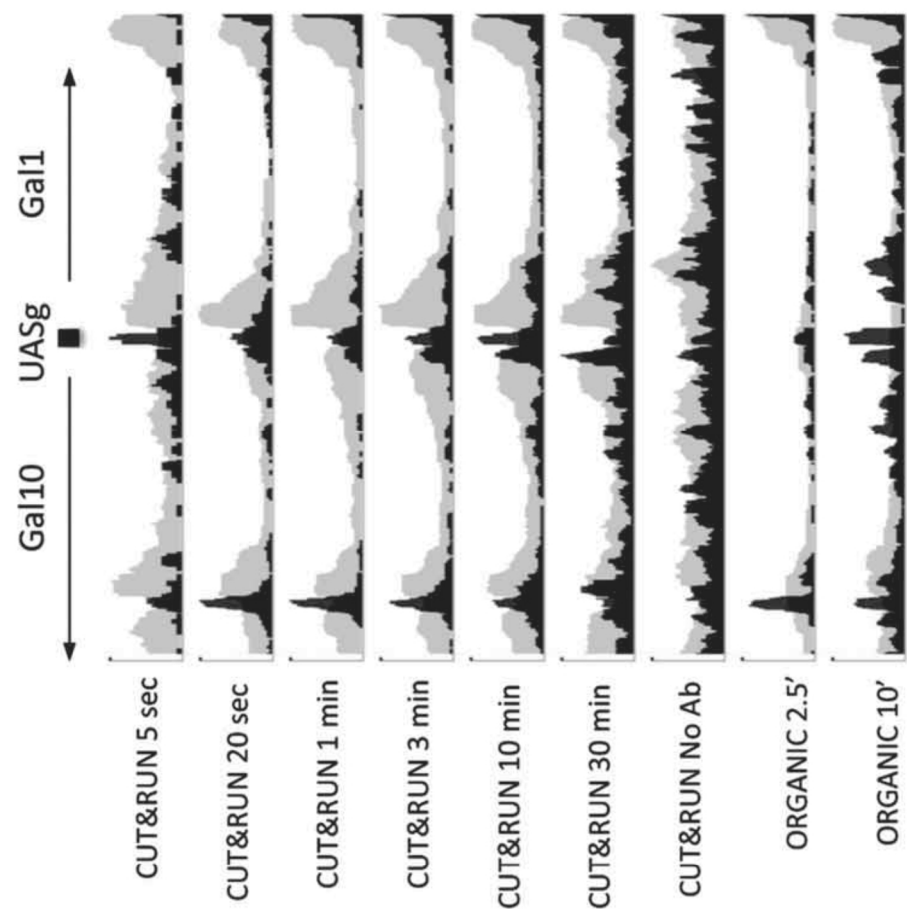 Gal10
UASg
Gal1
CUT&RUN 5 sec
CUT&RUN 20 sec
CUT&RUN 1 min
CUT&RUN 3 min
CUT&RUN 10 min
CUT&RUN 30 min
CUT&RUN No Ab
ORGANIC 2.5’
ORGANIC 10’